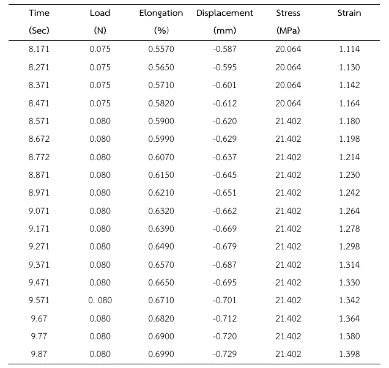 Time Load Elongation Displacement Stress Strain
(Sec) (N) (%) (mm) (MPa)
8.171 0.075 0.5570 -0.587 20.064 1.114
8.271 0.075 0.5650 -0.595 20.064 1.130
8.371 0.075 0.5710 -0.601 20.064 1.142
8.471 0.075 0.5820 -0.612 20.064 1.164
8.571 0.080 0.5900 -0.620 21.402 1.180
8.672 0.080 0.5990 -0.629 21.402 1.198
8.772 0.080 0.6070 -0.637 21.402 1.214
8.871 0.080 0.6150 -0.645 21.402 1.230
8.971 0.080 0.6210 -0.651 21.402 1.242
9.071 0.080 0.6320 -0.662 21.402 1.264
9.171 0.080 0.6390 -0.669 21.402 1.278
9.271 0.080 0.6490 -0.679 21.402 1.298
9.371 0.080 0.6570 -0.687 21.402 1.314
9.471 0.080 0.6650 -0.695 21.402 1.330
9.571 0. 080 0.6710 -0.701 21.402 1.342
9.67 0.080 0.6820 -0.712 21.402 1.364
9.77 0.080 0.6900 -0.720 21.402 1.380
9.87 0.080 0.6990 -0.729 21.402 1.398